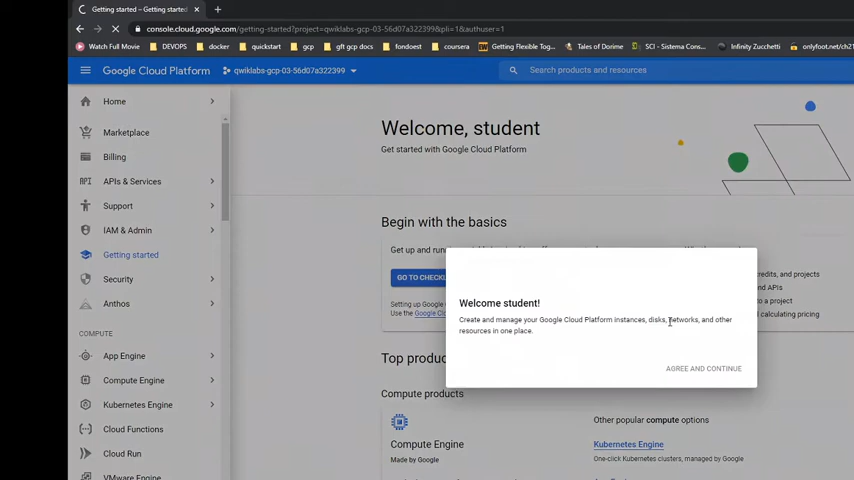 Getting started – Getting started
console.cloud.google.com/getting-started?project=qwiklabs-gcp-03-56d07a322399&pli=1&authuser=1
Watch Full Movie
DEVOPS
docker
quickstart
gcp
gft gcp docs
fondoest
coursera
Getting Flexible Tog...
Tales of Dorime
SCI - Sistema Cons...
Infinity Zucchetti
onlyfoot.net/ch21
Google Cloud Platform
qwiklabs-gcp-03-56d07a322399
Search products and resources
Home
Marketplace
Billing
APIs & Services
Support
IAM & Admin
Getting started
Security
Anthos
COMPUTE
App Engine
Compute Engine
Kubernetes Engine
Cloud Functions
Cloud Run
VMware Engine
Welcome, student
Get started with Google Cloud Platform
Begin with the basics
Get up and run
GO TO CHECKL
Setting up Google
Use the Google Clo
credits, and projects
and APIs
to a project
calculating pricing
Welcome student!
Create and manage your Google Cloud Platform instances, disks, networks, and other
resources in one place.
AGREE AND CONTINUE
Top produc
Compute products
Compute Engine
Made by Google
Other popular compute options
Kubernetes Engine
One-click Kubernetes clusters, managed by Google